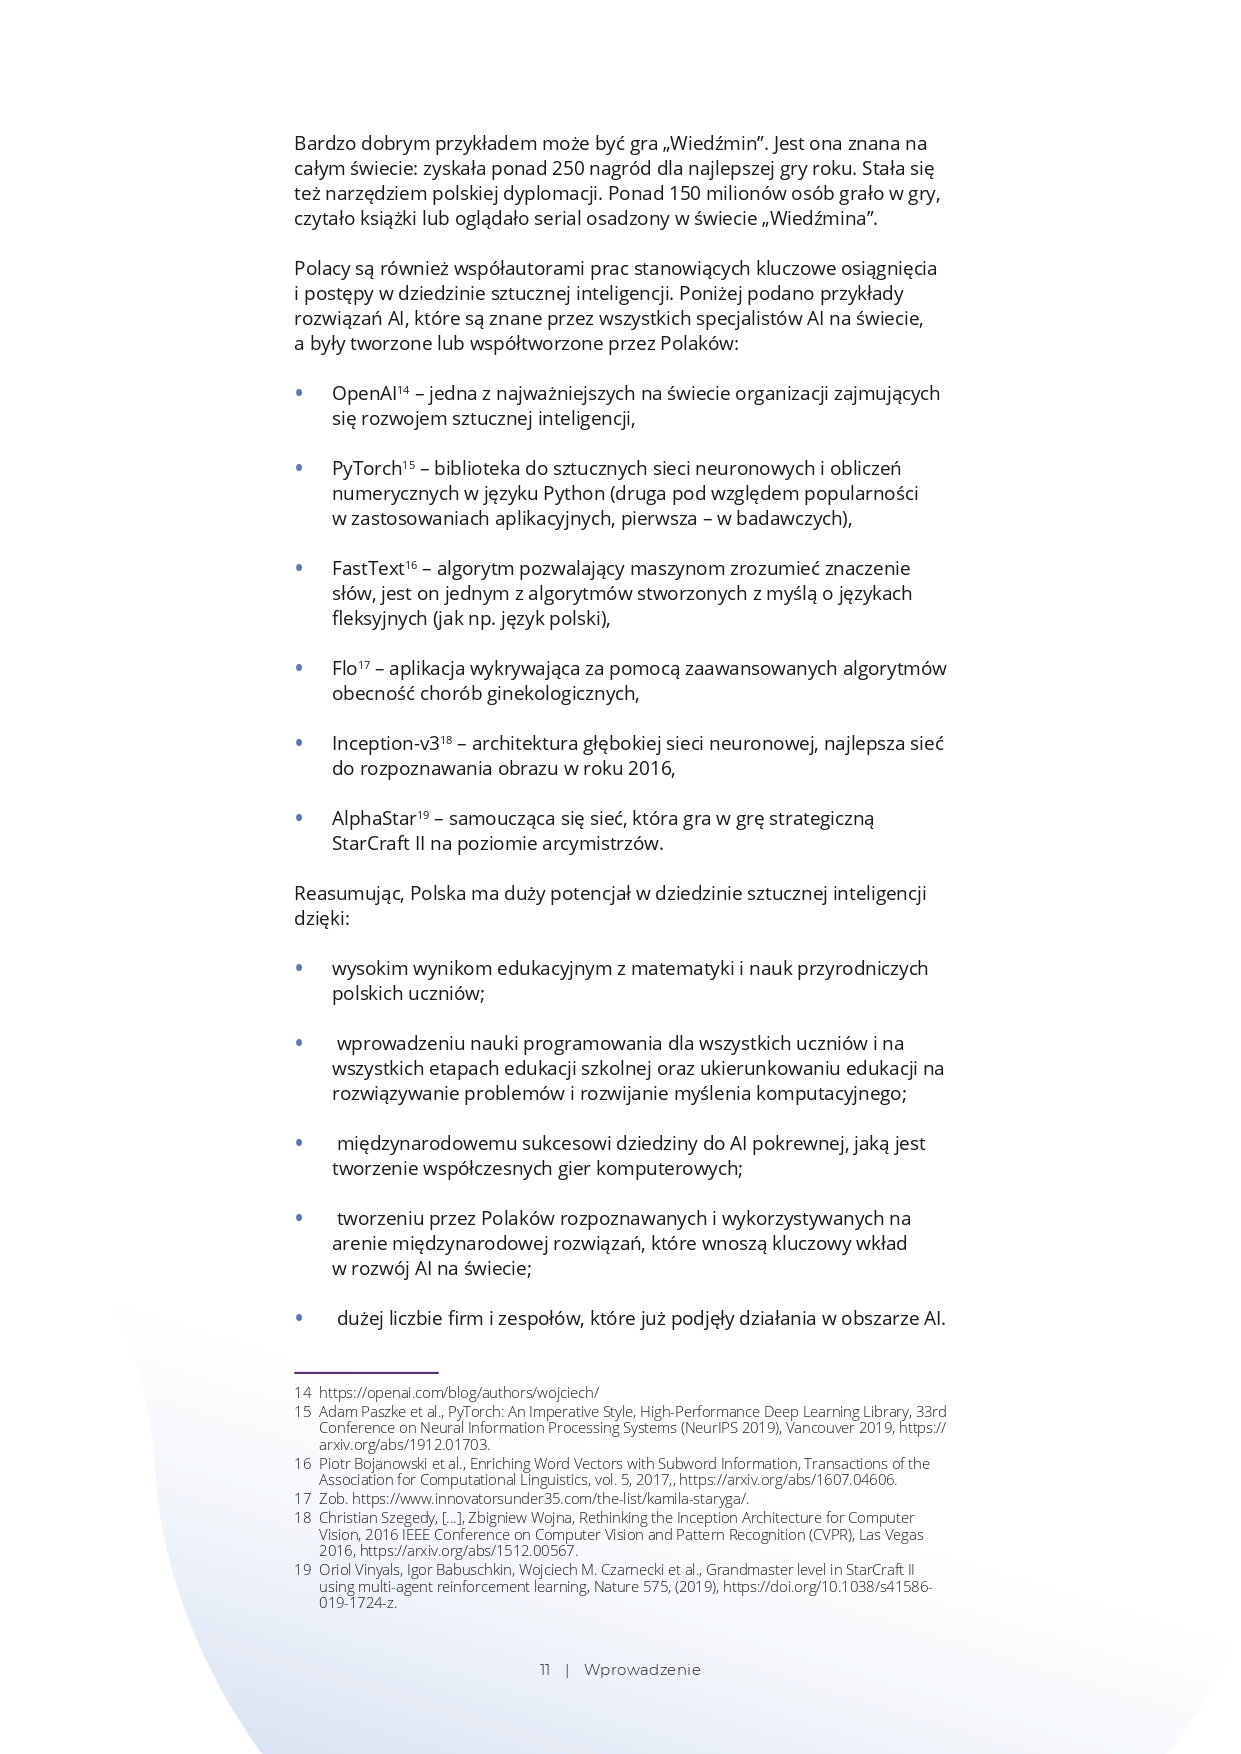 Bardzo dobrym przykładem może być gra „Wiedźmin”. Jest ona znana na
całym świecie: zyskała ponad 250 nagród dla najlepszej gry roku. Stała się
też narzędziem polskiej dyplomacji. Ponad 150 milionów osób grało w gry,
czytało książki lub oglądało serial osadzony w świecie „Wiedźmina”.
Polacy są również współautorami prac stanowiących kluczowe osiągnięcia
i postępy w dziedzinie sztucznej inteligencji. Poniżej podano przykłady
rozwiązań AI, które są znane przez wszystkich specjalistów AI na świecie,
a były tworzone lub współtworzone przez Polaków:
• OpenAI14 – jedna z najważniejszych na świecie organizacji zajmujących
się rozwojem sztucznej inteligencji,
• PyTorch15 – biblioteka do sztucznych sieci neuronowych i obliczeń
numerycznych w języku Python (druga pod względem popularności
w zastosowaniach aplikacyjnych, pierwsza – w badawczych),
• FastText16 – algorytm pozwalający maszynom zrozumieć znaczenie
słów, jest on jednym z algorytmów stworzonych z myślą o językach
fleksyjnych (jak np. język polski),
• Flo17 – aplikacja wykrywająca za pomocą zaawansowanych algorytmów
obecność chorób ginekologicznych,
• Inception-v318 – architektura głębokiej sieci neuronowej, najlepsza sieć
do rozpoznawania obrazu w roku 2016,
• AlphaStar19 – samoucząca się sieć, która gra w grę strategiczną
StarCraft II na poziomie arcymistrzów.
Reasumując, Polska ma duży potencjał w dziedzinie sztucznej inteligencji
dzięki:
• wysokim wynikom edukacyjnym z matematyki i nauk przyrodniczych
polskich uczniów;
• wprowadzeniu nauki programowania dla wszystkich uczniów i na
wszystkich etapach edukacji szkolnej oraz ukierunkowaniu edukacji na
rozwiązywanie problemów i rozwijanie myślenia komputacyjnego;
• międzynarodowemu sukcesowi dziedziny do AI pokrewnej, jaką jest
tworzenie współczesnych gier komputerowych;
• tworzeniu przez Polaków rozpoznawanych i wykorzystywanych na
arenie międzynarodowej rozwiązań, które wnoszą kluczowy wkład
w rozwój AI na świecie;
• dużej liczbie firm i zespołów, które już podjęły działania w obszarze AI.
14 https://openai.com/blog/authors/wojciech/
15 Adam Paszke et al., PyTorch: An Imperative Style, High-Performance Deep Learning Library, 33rd
Conference on Neural Information Processing Systems (NeurIPS 2019), Vancouver 2019, https://
arxiv.org/abs/1912.01703.
16 Piotr Bojanowski et al., Enriching Word Vectors with Subword Information, Transactions of the
Association for Computational Linguistics, vol. 5, 2017,, https://arxiv.org/abs/1607.04606.
17 Zob. https://www.innovatorsunder35.com/the-list/kamila-staryga/.
18 Christian Szegedy, [...], Zbigniew Wojna, Rethinking the Inception Architecture for Computer
Vision, 2016 IEEE Conference on Computer Vision and Pattern Recognition (CVPR), Las Vegas
2016, https://arxiv.org/abs/1512.00567.
19 Oriol Vinyals, Igor Babuschkin, Wojciech M. Czarnecki et al., Grandmaster level in StarCraft II
using multi-agent reinforcement learning, Nature 575, (2019), https://doi.org/10.1038/s41586-
019-1724-z.
11 | Wprowadzenie